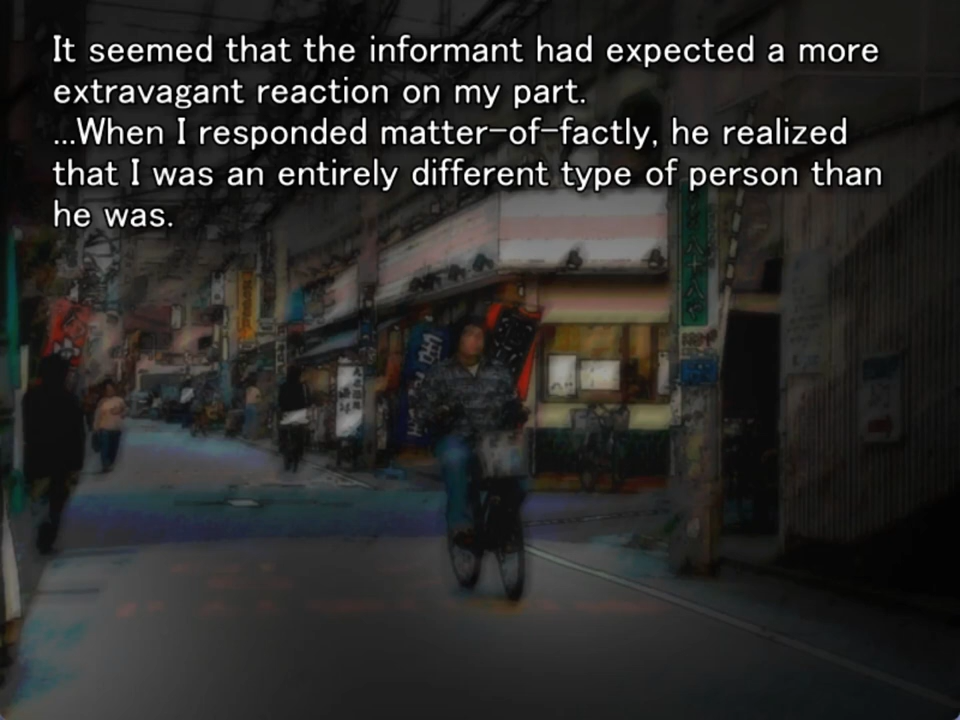 It seemed that the informant had expected a more
extravagant reaction on my part.
...When I responded matter-of-factly, he realized
that I was an entirely different type of person than
he was.